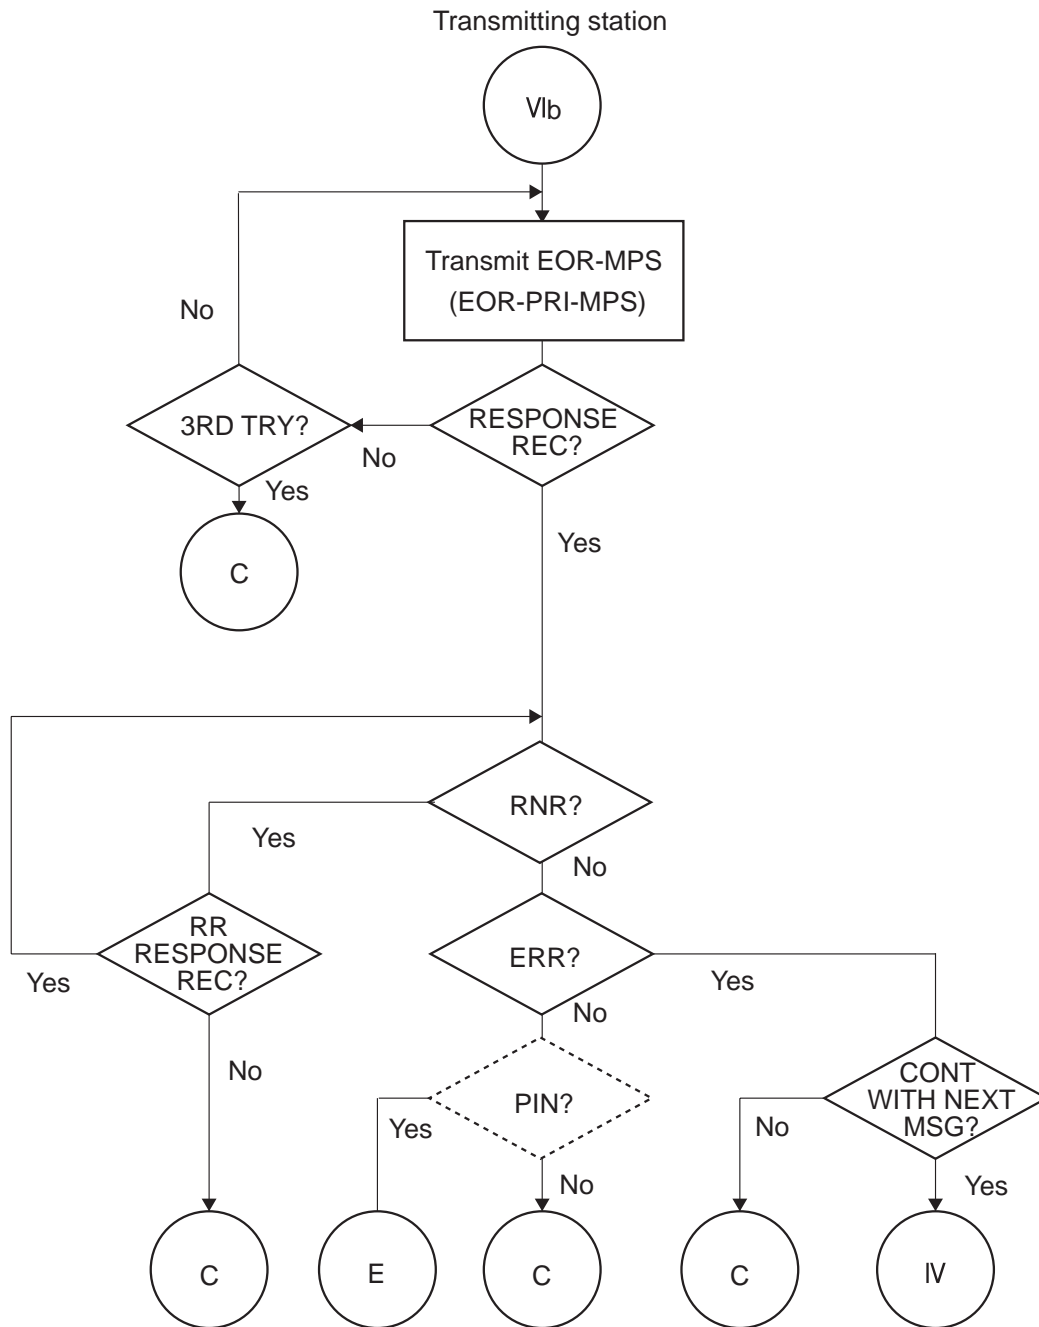 Transmitting station
VIb
Transmit EOR-MPS
(EOR-PRI-MPS)
No
3RD TRY?
No
RESPONSE
REC?
Yes
C
Yes
RNR?
Yes
No
RR
RESPONSE
REC?
Yes
No
ERR?
Yes
No
CONT
WITH NEXT
MSG?
No
Yes
PIN?
Yes
No
C
E
C
C
IV